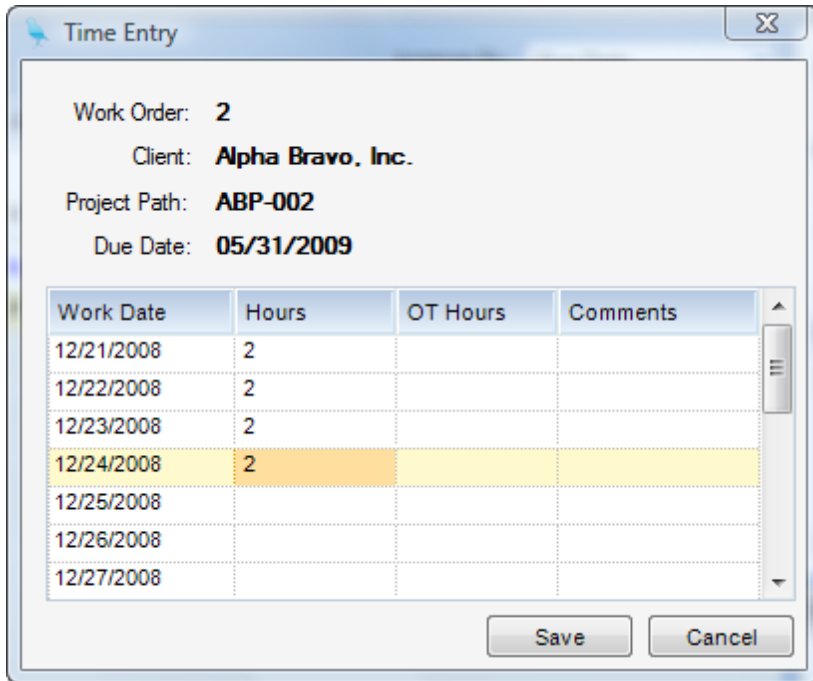 Time Entry
Work Order: 2
Client: Alpha Bravo, Inc.
Project Path: ABP-002
Due Date: 05/31/2009
Work Date Hours OT Hours Comments
12/21/2008 2
12/22/2008 2
12/23/2008 2
12/24/2008 2
12/25/2008
12/26/2008
12/27/2008
Save Cancel